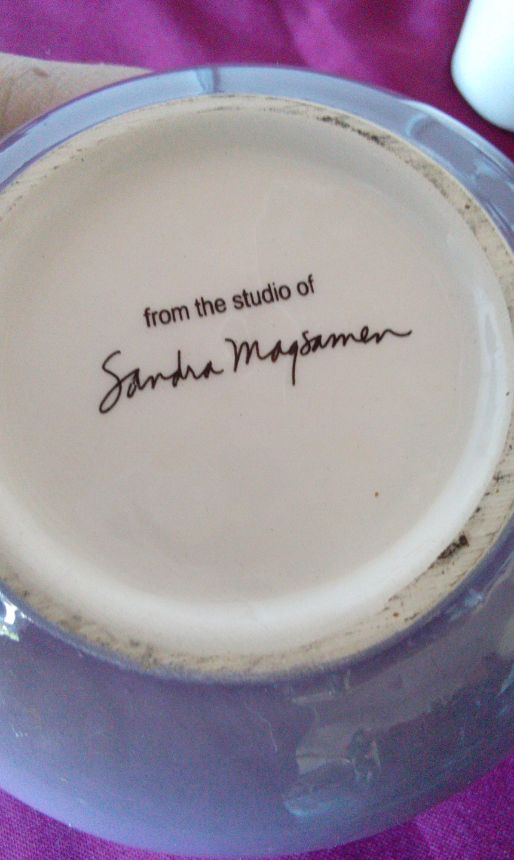 from the studio of
Sandra Magsamen